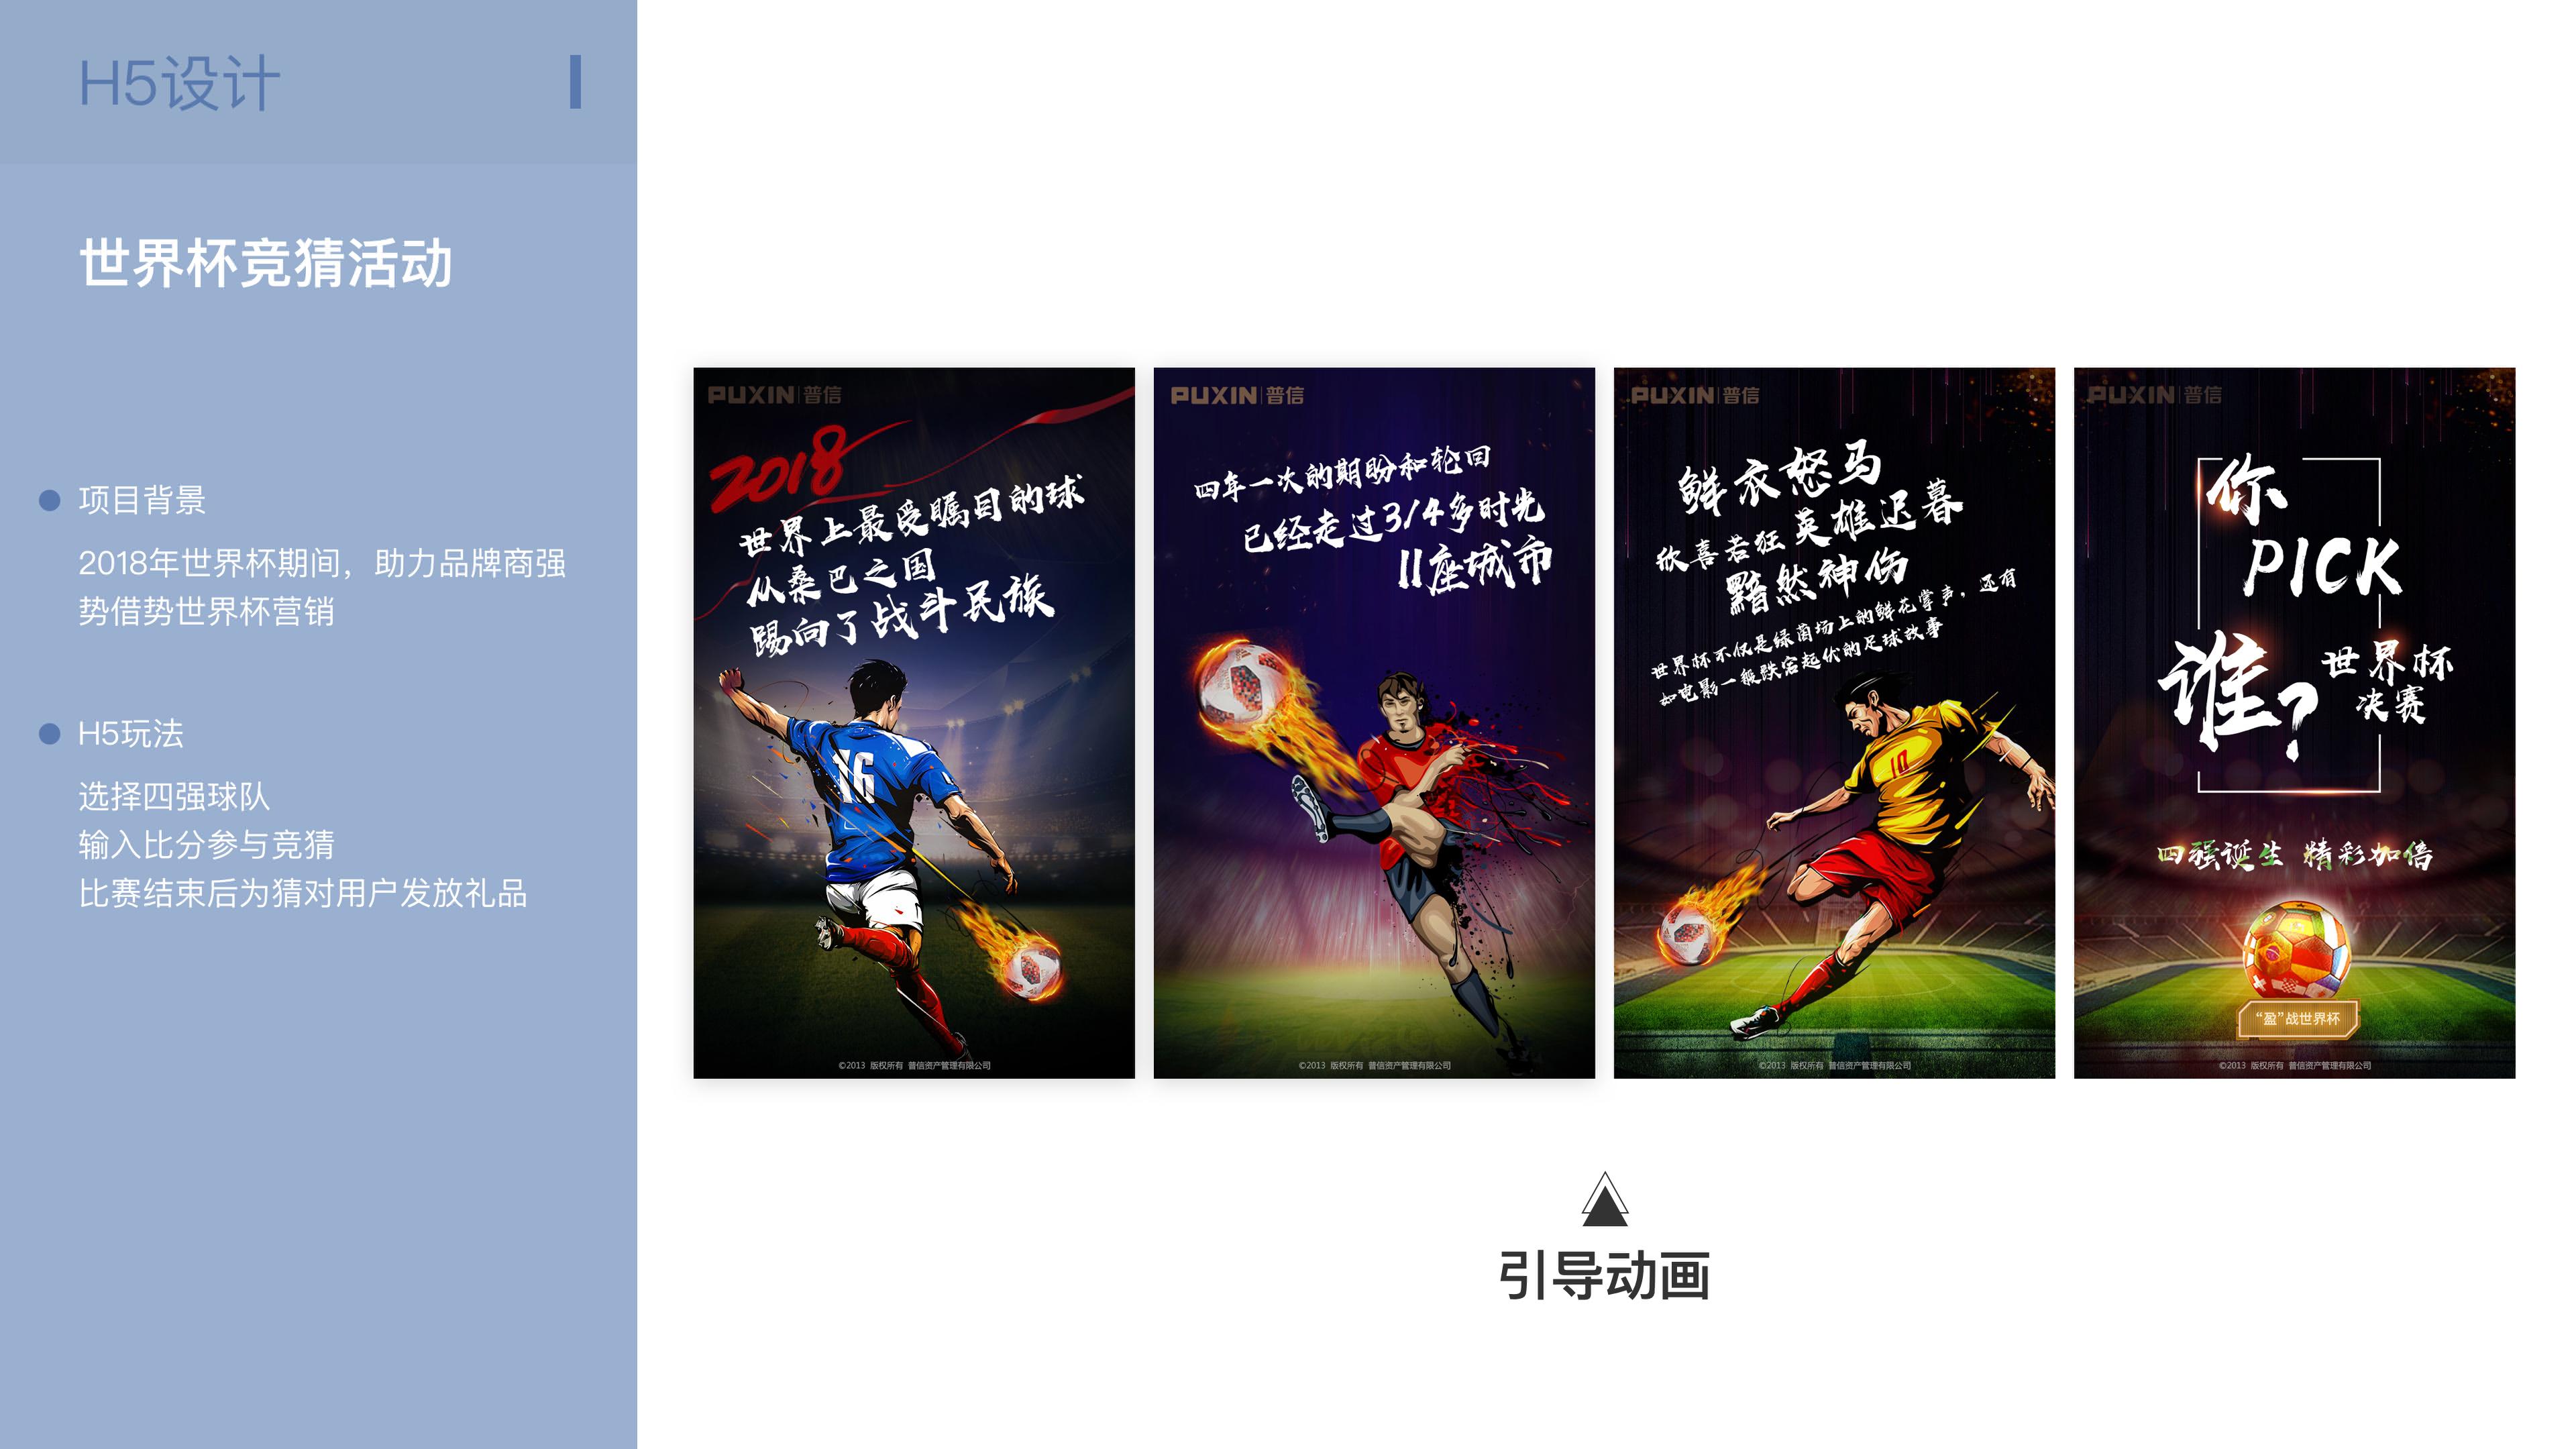 H5设计
世界杯竞猜活动
项目背景
2018年世界杯期间，助力品牌商强
势借势世界杯营销
H5玩法
选择四强球队
输入比分参与竞猜
比赛结束后为猜对用户发放礼品
PUXIN 普信
2018
世界上最受瞩目的球
从桑巴之国
踢向了战斗民族
16
©2013 版权所有 普信资产管理有限公司
PUXIN 普信
四年一次的期盼和轮回
已经走过3/4多时光
11座城市
©2013 版权所有 普信资产管理有限公司
PUXIN 普信
鲜衣怒马
欣喜若狂 英雄迟暮
黯然神伤
世界杯不仅是绿茵场上的鲜花掌声，还有
如电影一般跌宕起伏的足球故事
10
©2013 版权所有 普信资产管理有限公司
PUXIN 普信
你
PICK
谁？世界杯
决赛
四强诞生 精彩加倍
“盈”战世界杯
©2013 版权所有 普信资产管理有限公司
引导动画